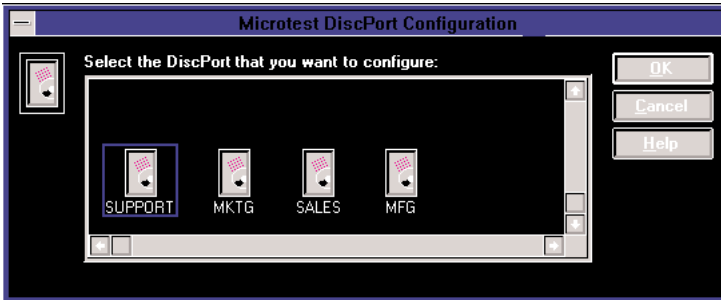 Microtest DiscPort Configuration
Select the DiscPort that you want to configure:
OK
Cancel
Help
SUPPORT
MKTG
SALES
MFG